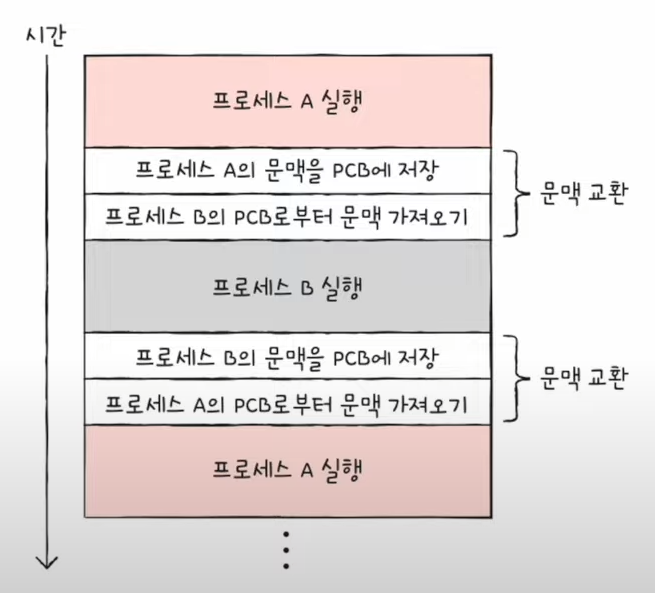 시간
프로세스 A 실행
프로세스 A의 문맥을 PCB에 저장
프로세스 B의 PCB로부터 문맥 가져오기
문맥 교환
프로세스 B 실행
프로세스 B의 문맥을 PCB에 저장
프로세스 A의 PCB로부터 문맥 가져오기
문맥 교환
프로세스 A 실행